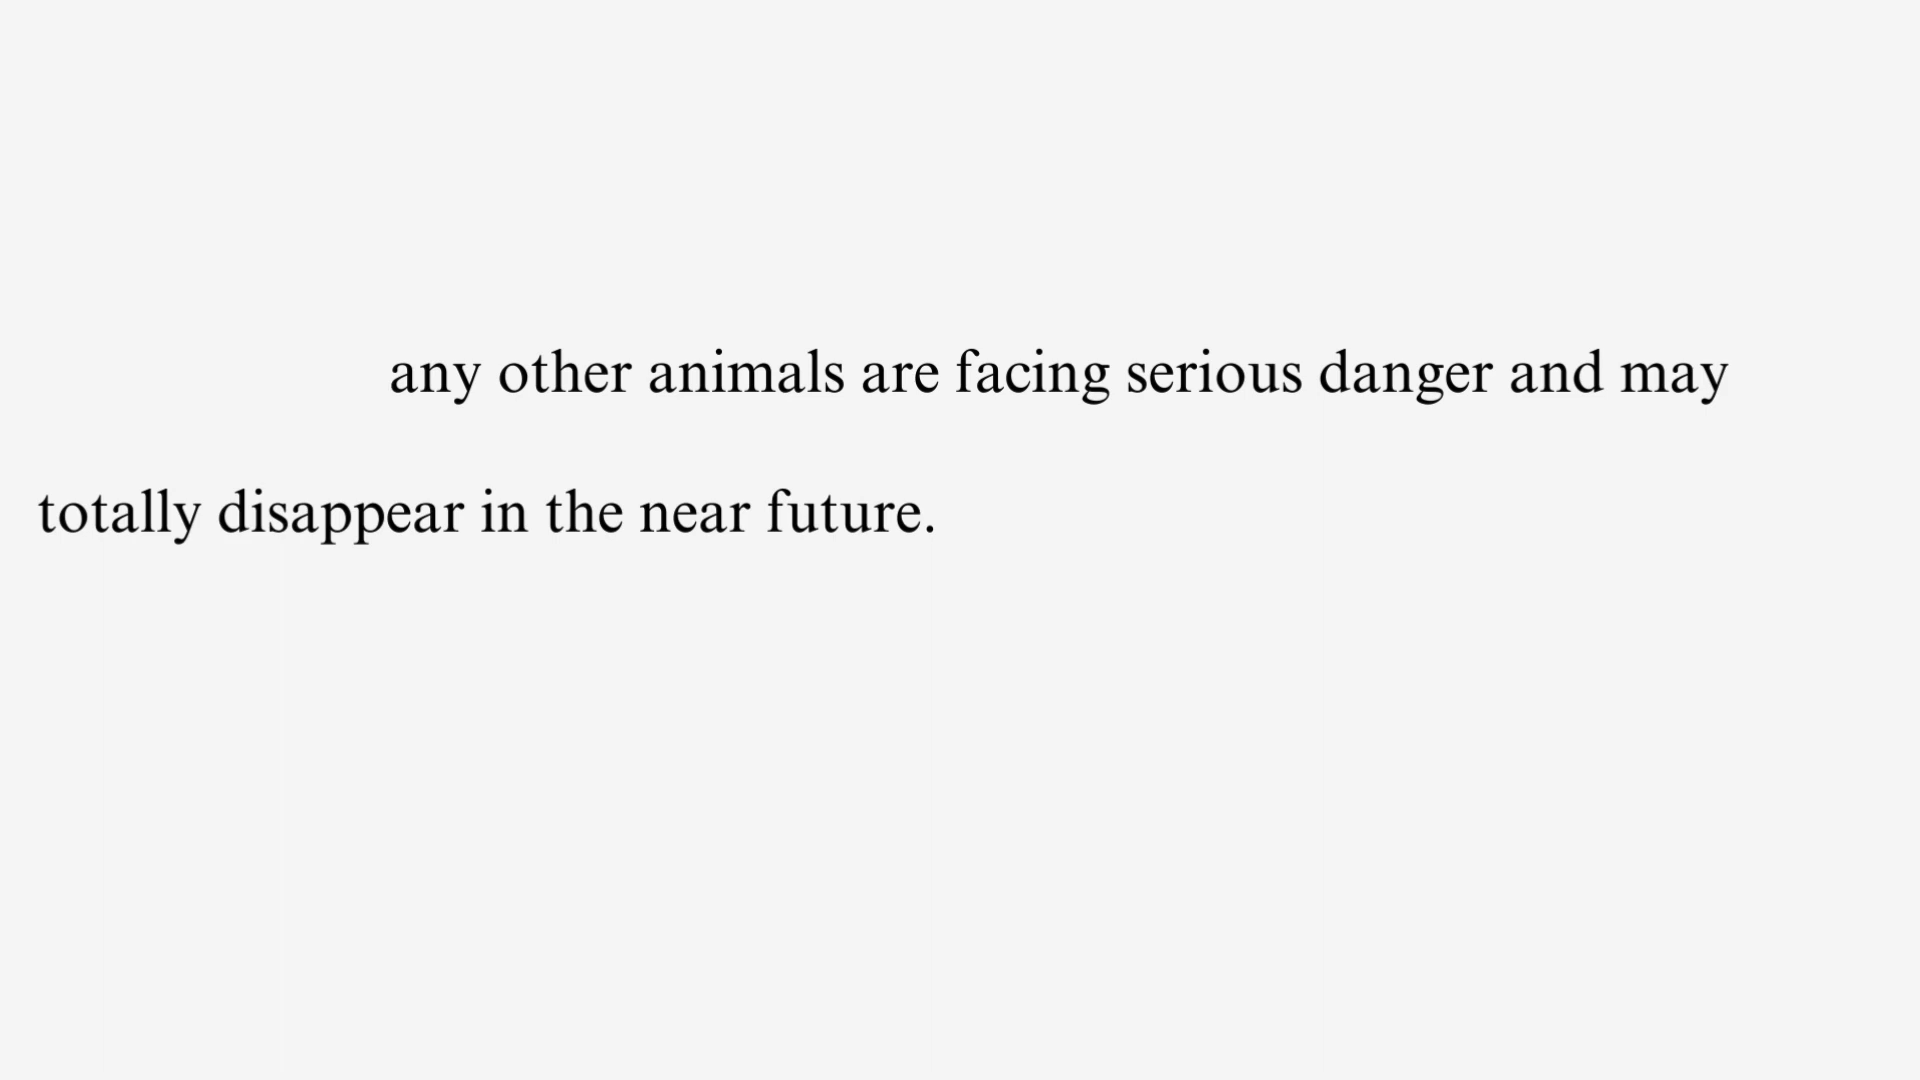 any other animals are facing serious danger and may
totally disappear in the near future.